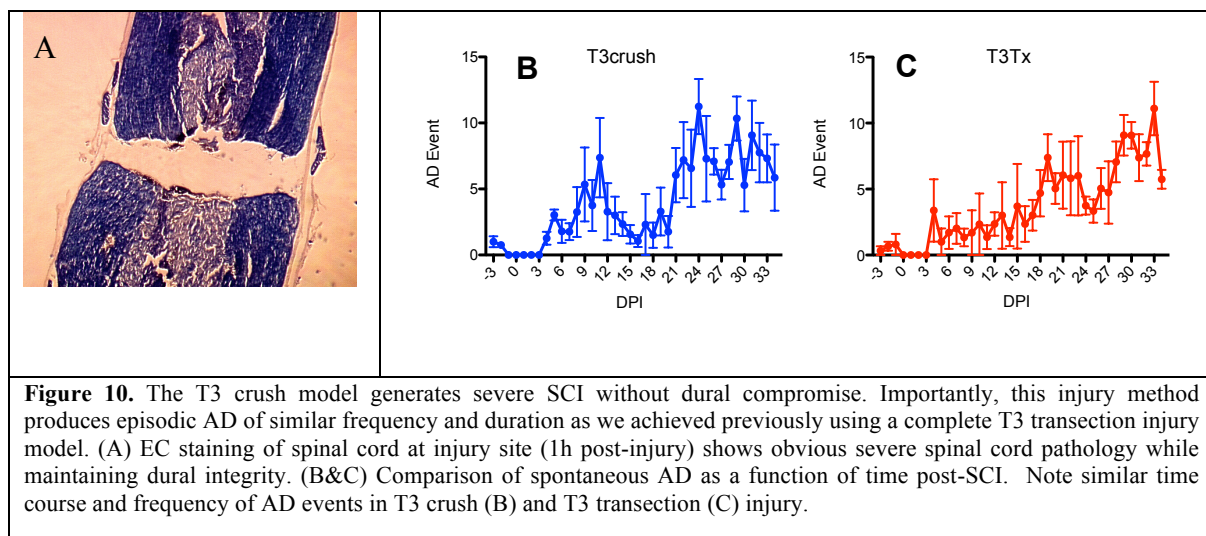 A
B
T3crush
15
10
5
0
AD Event
-3
0
3
6
9
12
15
18
21
24
27
30
33
DPI
C
T3Tx
15
10
5
0
AD Event
-3
0
3
6
9
12
15
18
21
24
27
30
33
DPI
Figure 10. The T3 crush model generates severe SCI without dural compromise. Importantly, this injury method
produces episodic AD of similar frequency and duration as we achieved previously using a complete T3 transection injury
model. (A) EC staining of spinal cord at injury site (1h post-injury) shows obvious severe spinal cord pathology while
maintaining dural integrity. (B&C) Comparison of spontaneous AD as a function of time post-SCI. Note similar time
course and frequency of AD events in T3 crush (B) and T3 transection (C) injury.